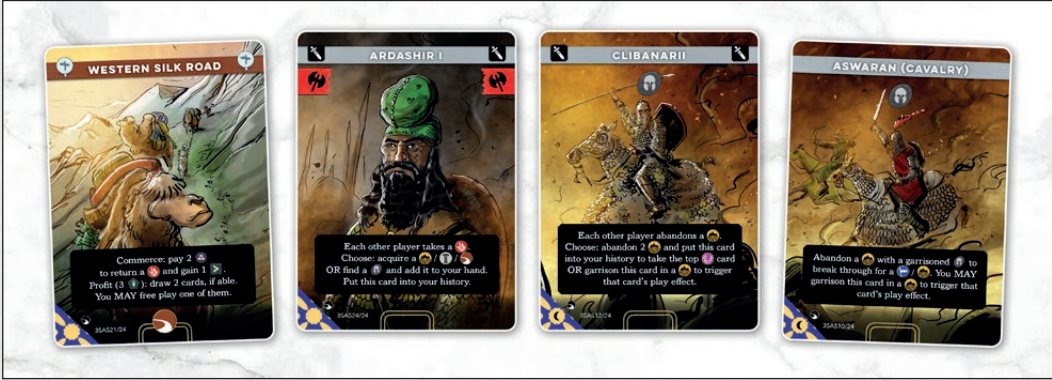 WESTERN SILK ROAD
Commerce: pay 2
to return a and gain 1 .
Profit (3 ): draw 2 cards, if able.
You MAY free play one of them.
3SAS21/24
ARDASHIR I
Each other player takes a .
Choose: acquire a / /
OR find a and add it to your hand.
Put this card into your history.
3SAS24/24
CLIBANARII
Each other player abandons a .
Choose: abandon 2 and put this card
into your history to take the top card
OR garrison this card in a to trigger
that card's play effect.
3SAS12/24
ASWARAN (CAVALRY)
Abandon a with a garrisoned to
break through for a / . You MAY
garrison this card in a to trigger that
card's play effect.
3SAS10/24